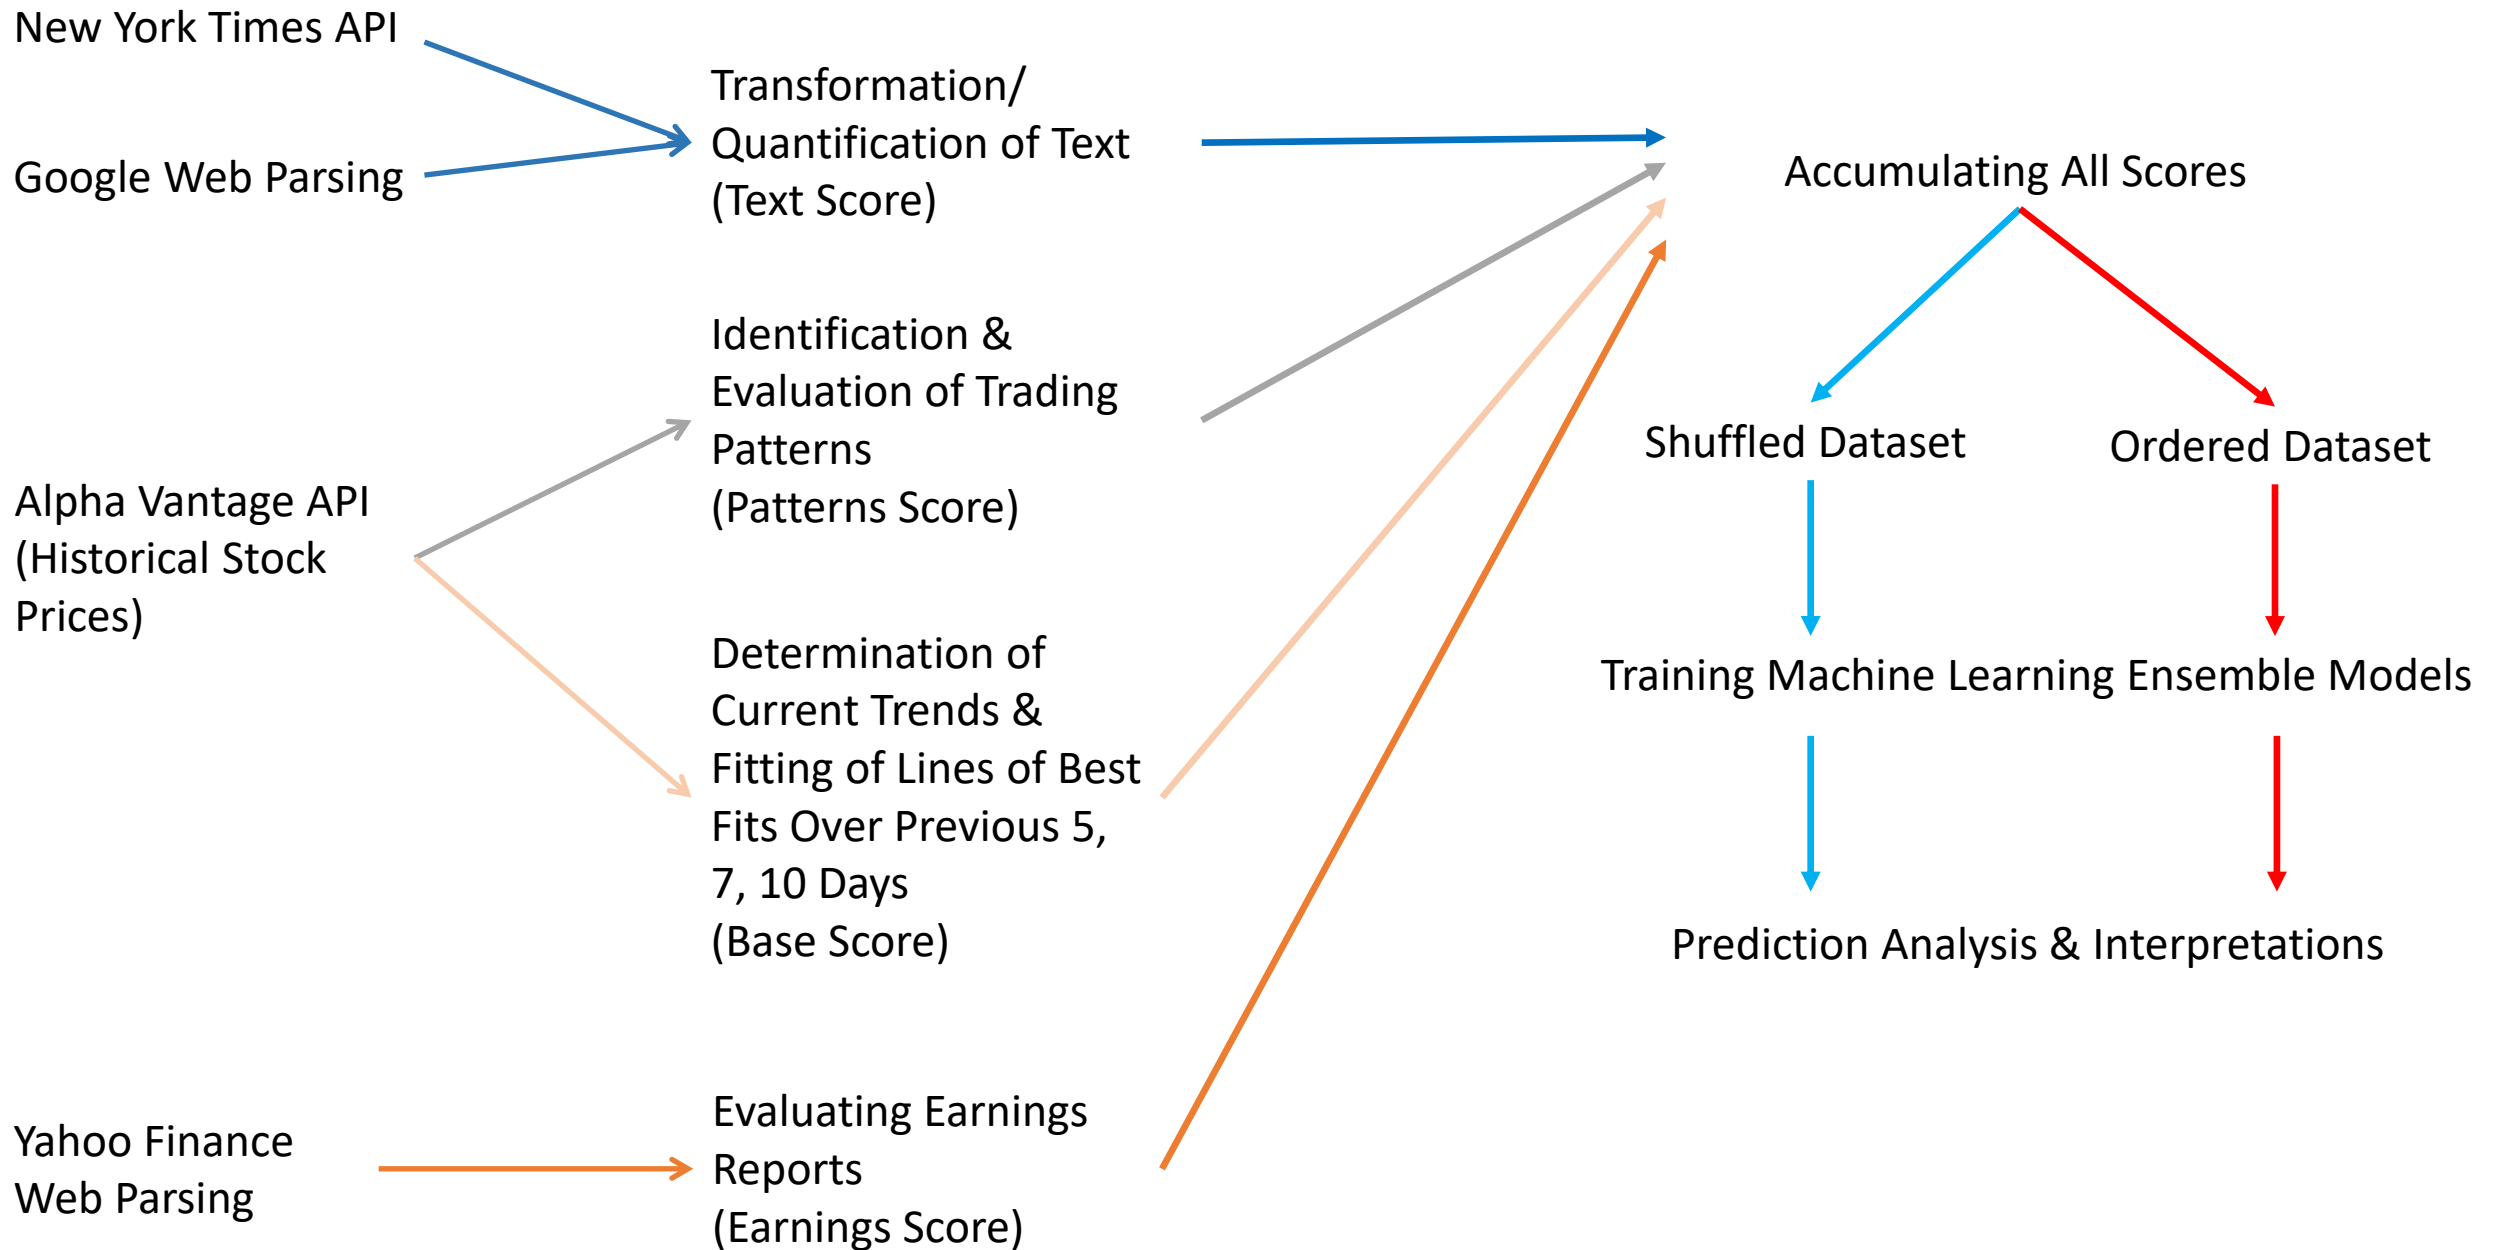 New York Times API
Google Web Parsing
Alpha Vantage API
(Historical Stock
Prices)
Yahoo Finance
Web Parsing
Transformation/
Quantification of Text
(Text Score)
Identification &
Evaluation of Trading
Patterns
(Patterns Score)
Determination of
Current Trends &
Fitting of Lines of Best
Fits Over Previous 5,
7, 10 Days
(Base Score)
Evaluating Earnings
Reports
(Earnings Score)
Accumulating All Scores
Shuffled Dataset
Ordered Dataset
Training Machine Learning Ensemble Models
Prediction Analysis & Interpretations